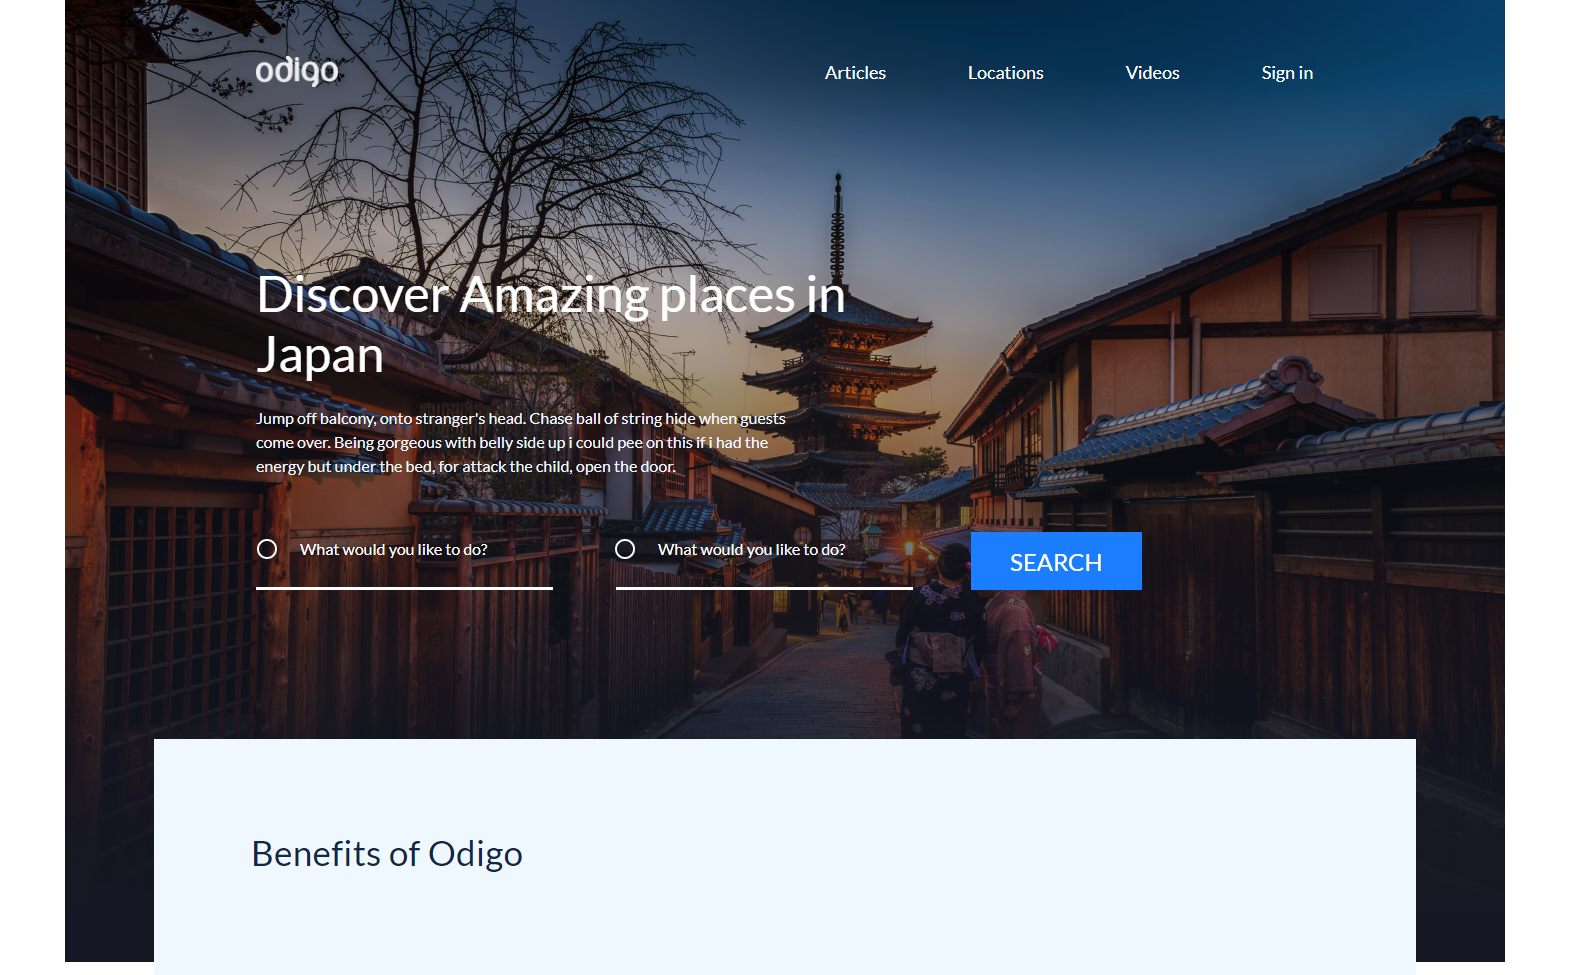 odigo
Articles Locations Videos Sign in
Discover Amazing places in
Japan
Jump off balcony, onto stranger's head. Chase ball of string hide when guests
come over. Being gorgeous with belly side up i could pee on this if i had the
energy but under the bed, for attack the child, open the door.
What would you like to do? What would you like to do? SEARCH
Benefits of Odigo